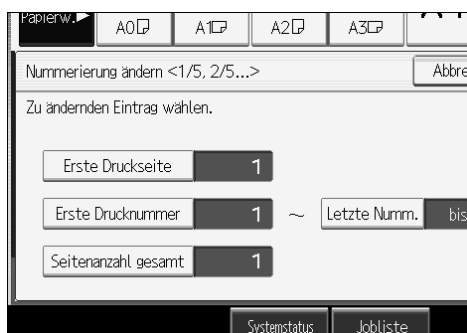 Papierw.►
A0 A1 A2 A3
Nummerierung ändern <1/5, 2/5...> Abbre
Zu ändernden Eintrag wählen.
Erste Druckseite 1
Erste Drucknummer 1 ~ Letzte Numm. bis
Seitenanzahl gesamt 1
Systemstatus Jobliste